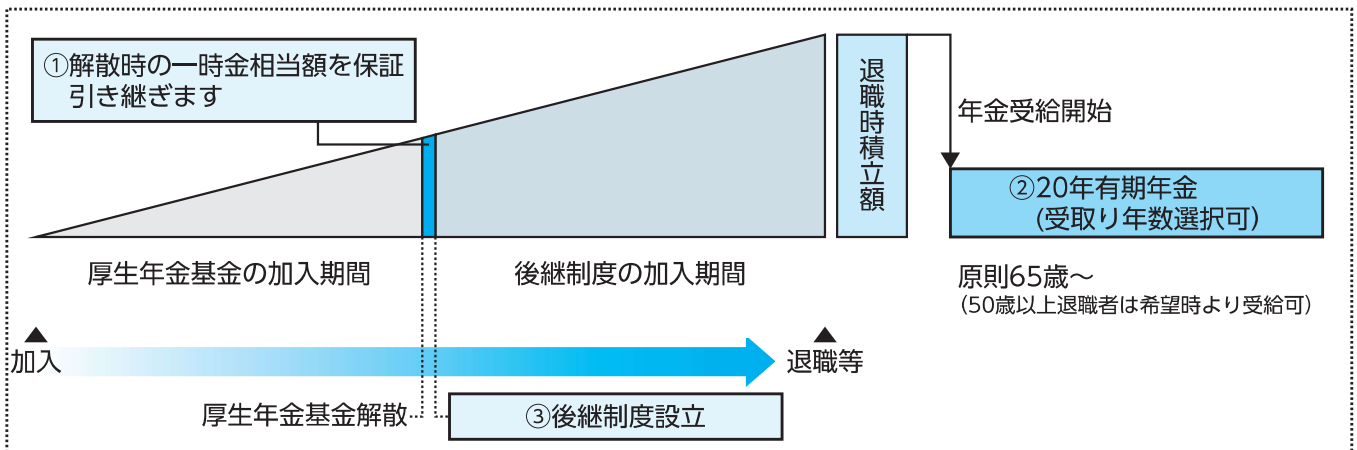 ①解散時の一時金相当額を保証
引き継ぎます
退職時積立額
年金受給開始
②20年有期年金
(受取り年数選択可)
厚生年金基金の加入期間
後継制度の加入期間
原則65歳～
(50歳以上退職者は希望時より受給可)
加入
退職等
厚生年金基金解散
③後継制度設立